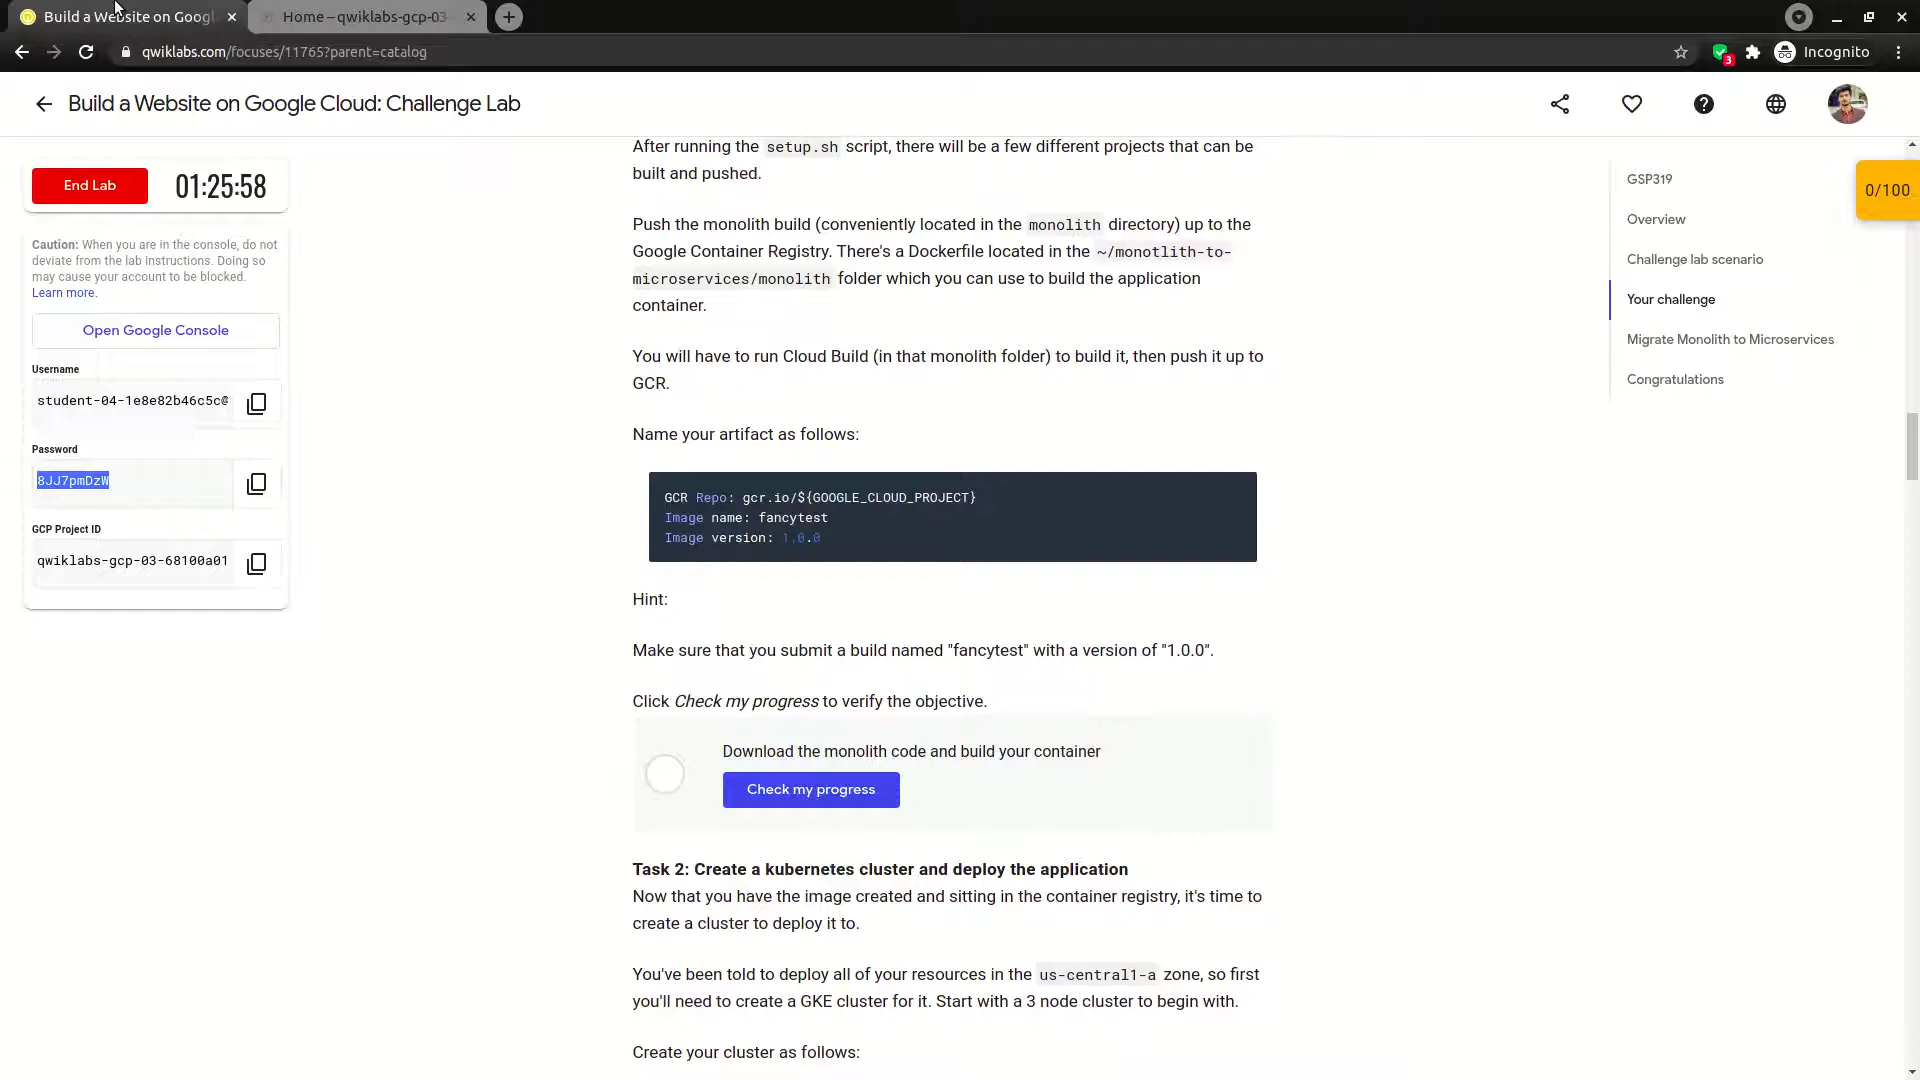 Build a Website on Googl
Home – qwiklabs-gcp-03-
qwiklabs.com/focuses/11765?parent=catalog
3
Incognito
Build a Website on Google Cloud: Challenge Lab
End Lab
01:25:58
Caution: When you are in the console, do not
deviate from the lab instructions. Doing so
may cause your account to be blocked.
Learn more.
Open Google Console
Username
student-04-1e8e82b46c5c@
Password
8JJ7pmDzW
GCP Project ID
qwiklabs-gcp-03-68100a01
After running the setup.sh script, there will be a few different projects that can be
built and pushed.
Push the monolith build (conveniently located in the monolith directory) up to the
Google Container Registry. There's a Dockerfile located in the ~/monotlith-to-
microservices/monolith folder which you can use to build the application
container.
You will have to run Cloud Build (in that monolith folder) to build it, then push it up to
GCR.
Name your artifact as follows:
GCR Repo: gcr.io/${GOOGLE_CLOUD_PROJECT}
Image name: fancytest
Image version: 1.0.0
Hint:
Make sure that you submit a build named "fancytest" with a version of "1.0.0".
Click Check my progress to verify the objective.
Download the monolith code and build your container
Check my progress
Task 2: Create a kubernetes cluster and deploy the application
Now that you have the image created and sitting in the container registry, it's time to
create a cluster to deploy it to.
You've been told to deploy all of your resources in the us-central1-a zone, so first
you'll need to create a GKE cluster for it. Start with a 3 node cluster to begin with.
Create your cluster as follows:
GSP319
Overview
Challenge lab scenario
Your challenge
Migrate Monolith to Microservices
Congratulations
0/100